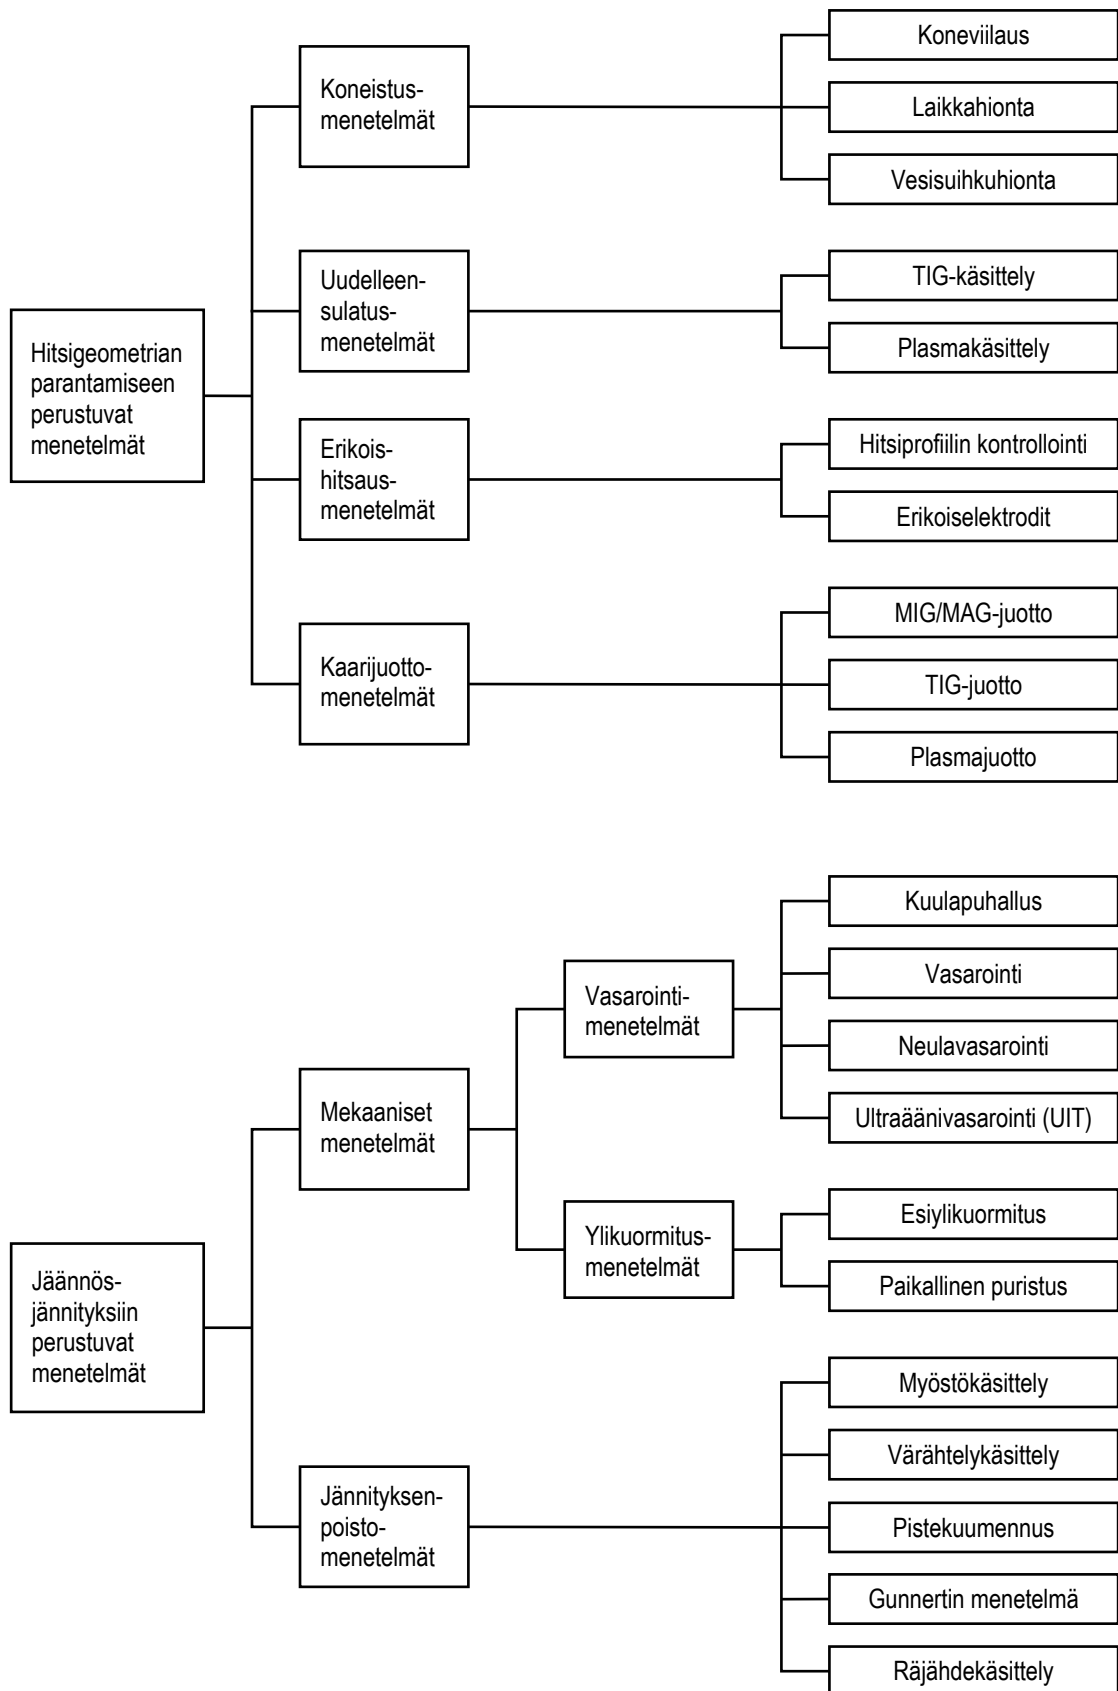 Hitsigeometrian
parantamiseen
perustuvat
menetelmät
Koneistus-
menetelmät
Koneviilaus
Laikkahionta
Vesisuihkuhionta
Uudelleen-
sulatus-
menetelmät
TIG-käsittely
Plasmakäsittely
Erikois-
hitsaus-
menetelmät
Hitsiprofiilin kontrollointi
Erikoiselektrodit
Kaarijuotto-
menetelmät
MIG/MAG-juotto
TIG-juotto
Plasmajuotto
Jäännös-
jännityksiin
perustuvat
menetelmät
Mekaaniset
menetelmät
Vasarointi-
menetelmät
Kuulapuhallus
Vasarointi
Neulavasarointi
Ultraäänivasarointi (UIT)
Ylikuormitus-
menetelmät
Esiylikuormitus
Paikallinen puristus
Jännityksen-
poisto-
menetelmät
Myöstökäsittely
Värähtelykäsittely
Pistekuumennus
Gunnertin menetelmä
Räjähdekäsittely